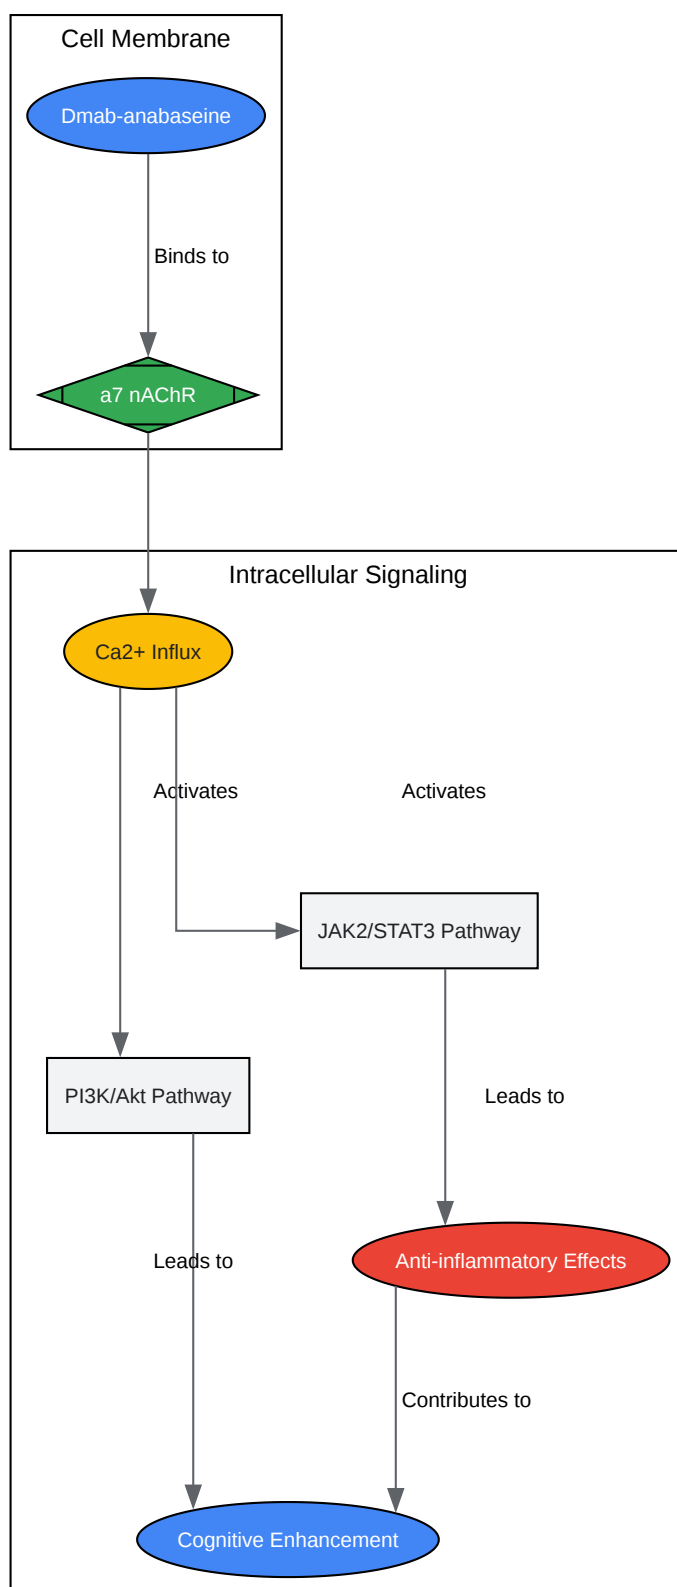 Cell Membrane
Dmab-anabaseine
Binds to
a7 nAChR
Intracellular Signaling
Ca2+ Influx
Activates
Activates
JAK2/STAT3 Pathway
PI3K/Akt Pathway
Leads to
Leads to
Anti-inflammatory Effects
Contributes to
Cognitive Enhancement